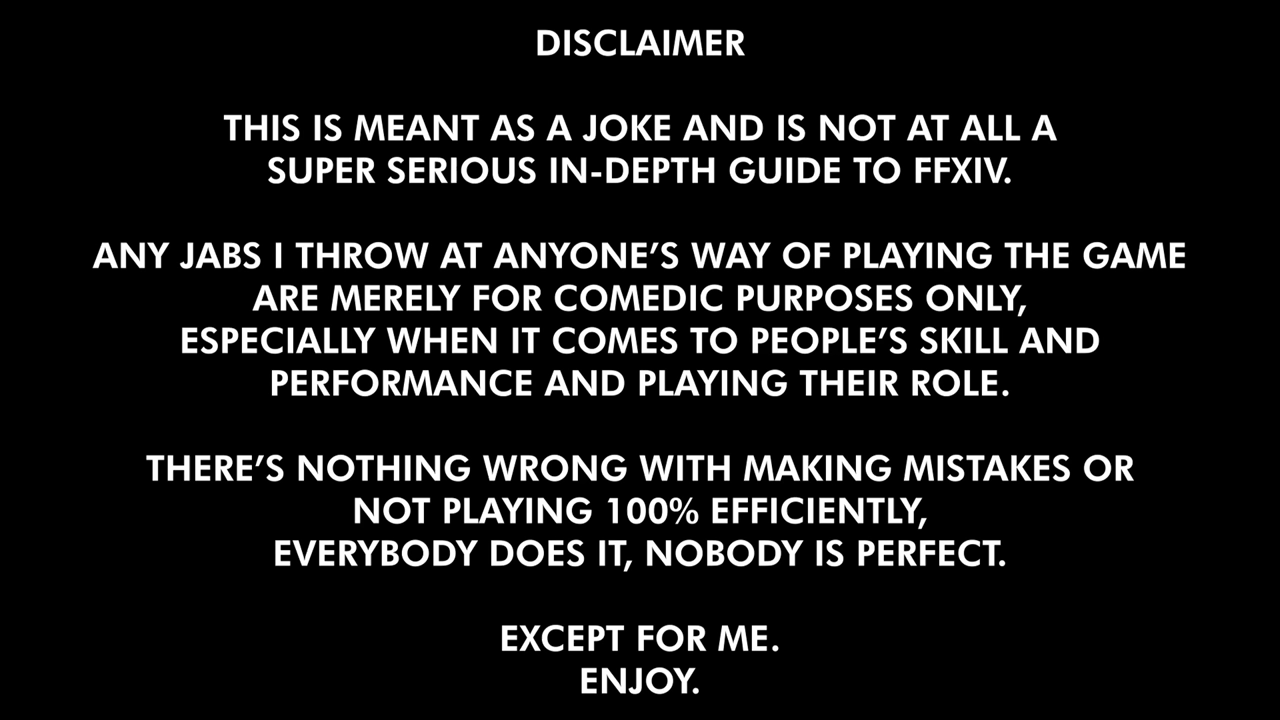 DISCLAIMER
THIS IS MEANT AS A JOKE AND IS NOT AT ALL A
SUPER SERIOUS IN-DEPTH GUIDE TO FFXIV.
ANY JABS I THROW AT ANYONE’S WAY OF PLAYING THE GAME
ARE MERELY FOR COMEDIC PURPOSES ONLY,
ESPECIALLY WHEN IT COMES TO PEOPLE’S SKILL AND
PERFORMANCE AND PLAYING THEIR ROLE.
THERE’S NOTHING WRONG WITH MAKING MISTAKES OR
NOT PLAYING 100% EFFICIENTLY,
EVERYBODY DOES IT, NOBODY IS PERFECT.
EXCEPT FOR ME.
ENJOY.